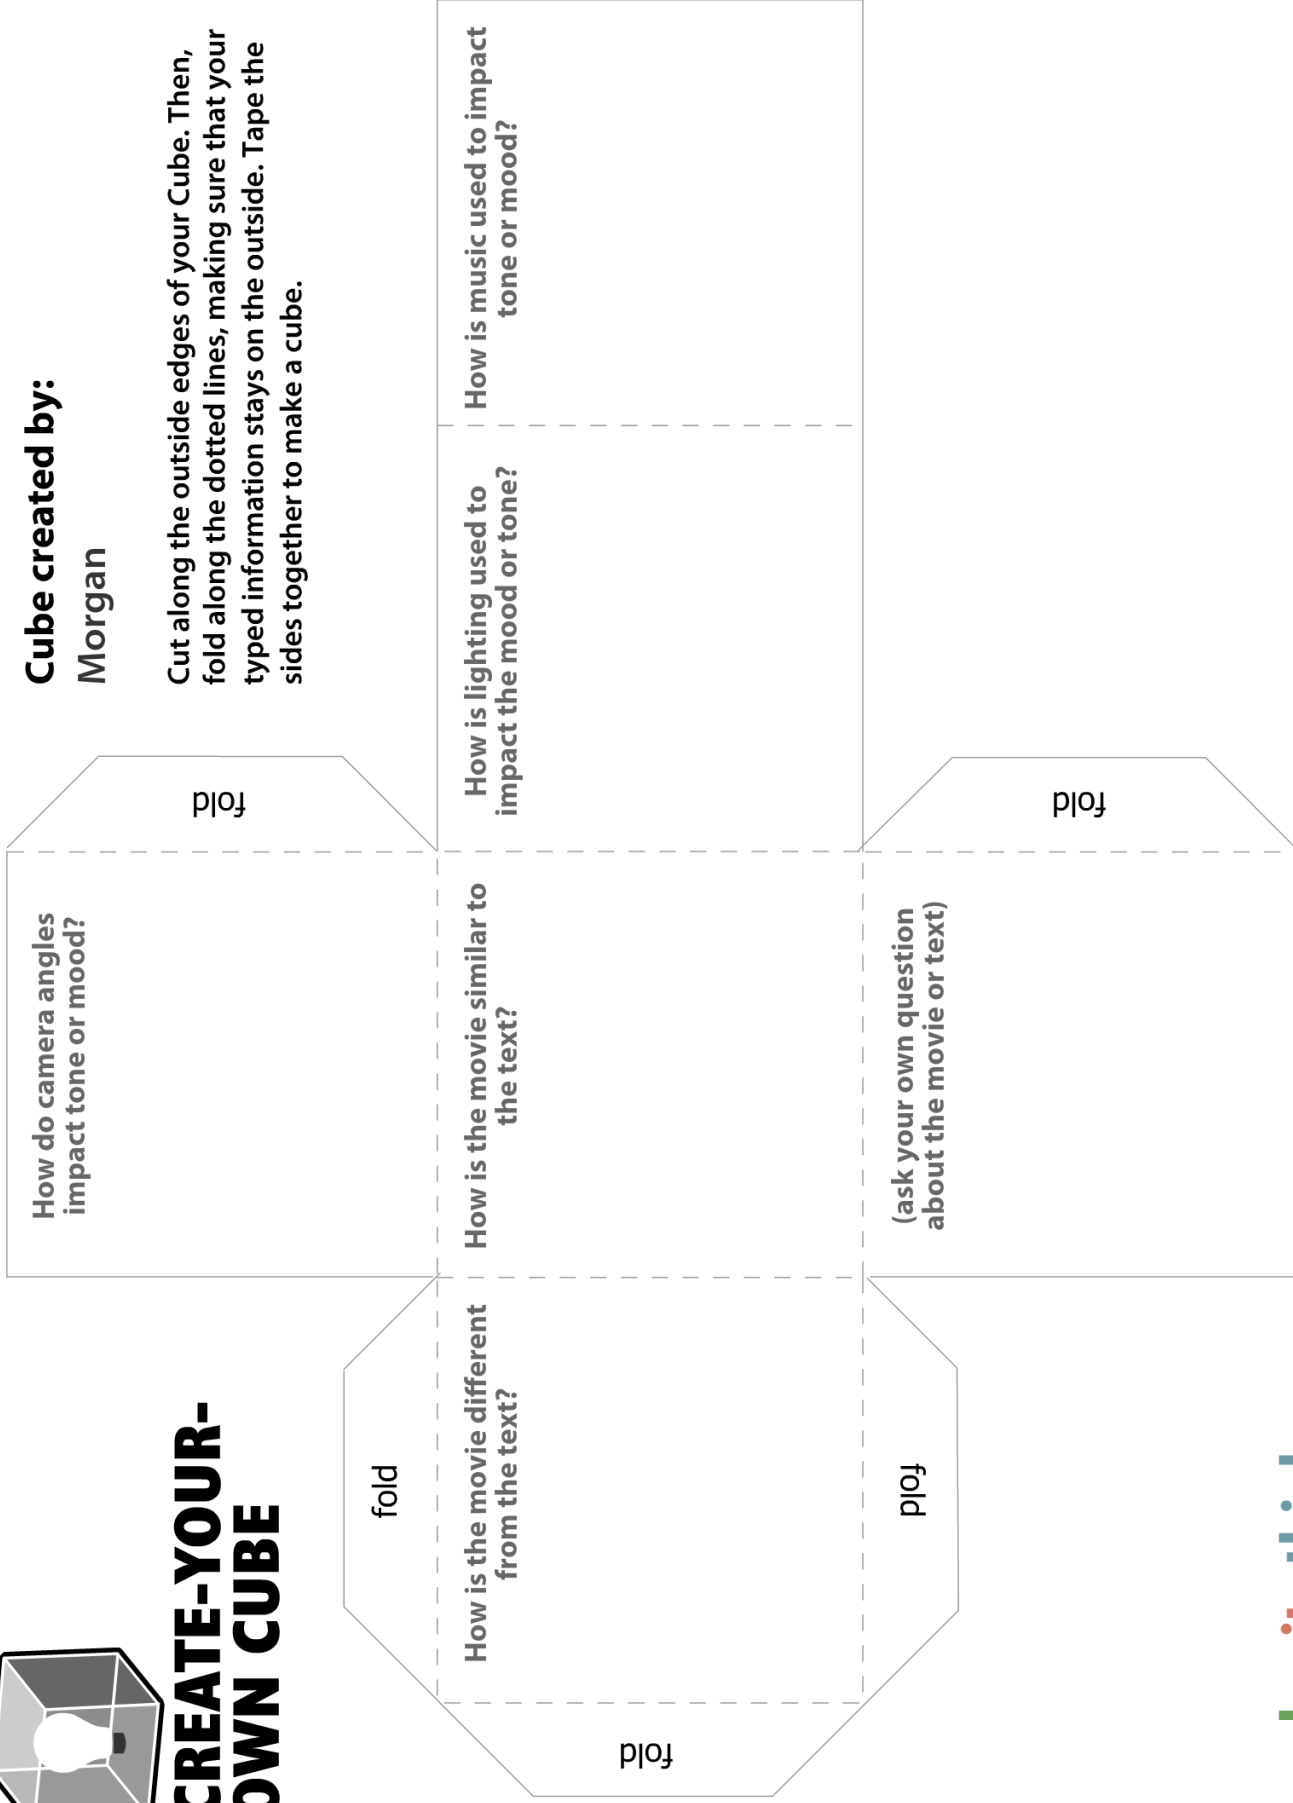 CREATE-YOUR-
OWN CUBE
Cube created by:
Morgan
Cut along the outside edges of your Cube. Then,
fold along the dotted lines, making sure that your
typed information stays on the outside. Tape the
sides together to make a cube.
How do camera angles
impact tone or mood?
fold
fold
How is the movie different
from the text?
How is the movie similar to
the text?
How is lighting used to
impact the mood or tone?
How is music used to impact
tone or mood?
fold
fold
(ask your own question
about the movie or text)
fold